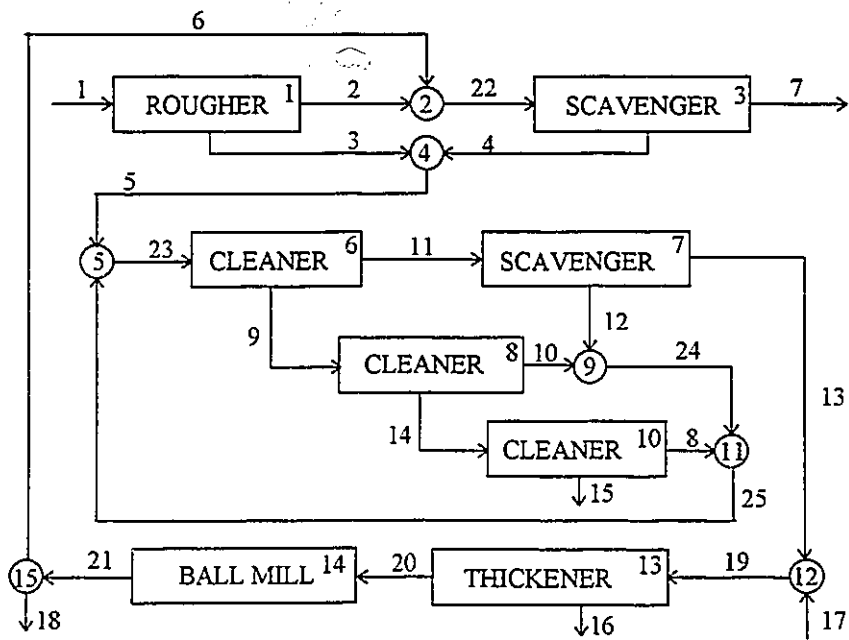 6
1 ROUGHER 1 2 2 22 SCAVENGER 3 7
3 4 4
5
5 23 CLEANER 6 11 SCAVENGER 7
9 12
CLEANER 8 10 9 24
13
14 CLEANER 10 8 11
15 25
15 21 BALL MILL 14 20 THICKENER 13 19 12
18 16 17